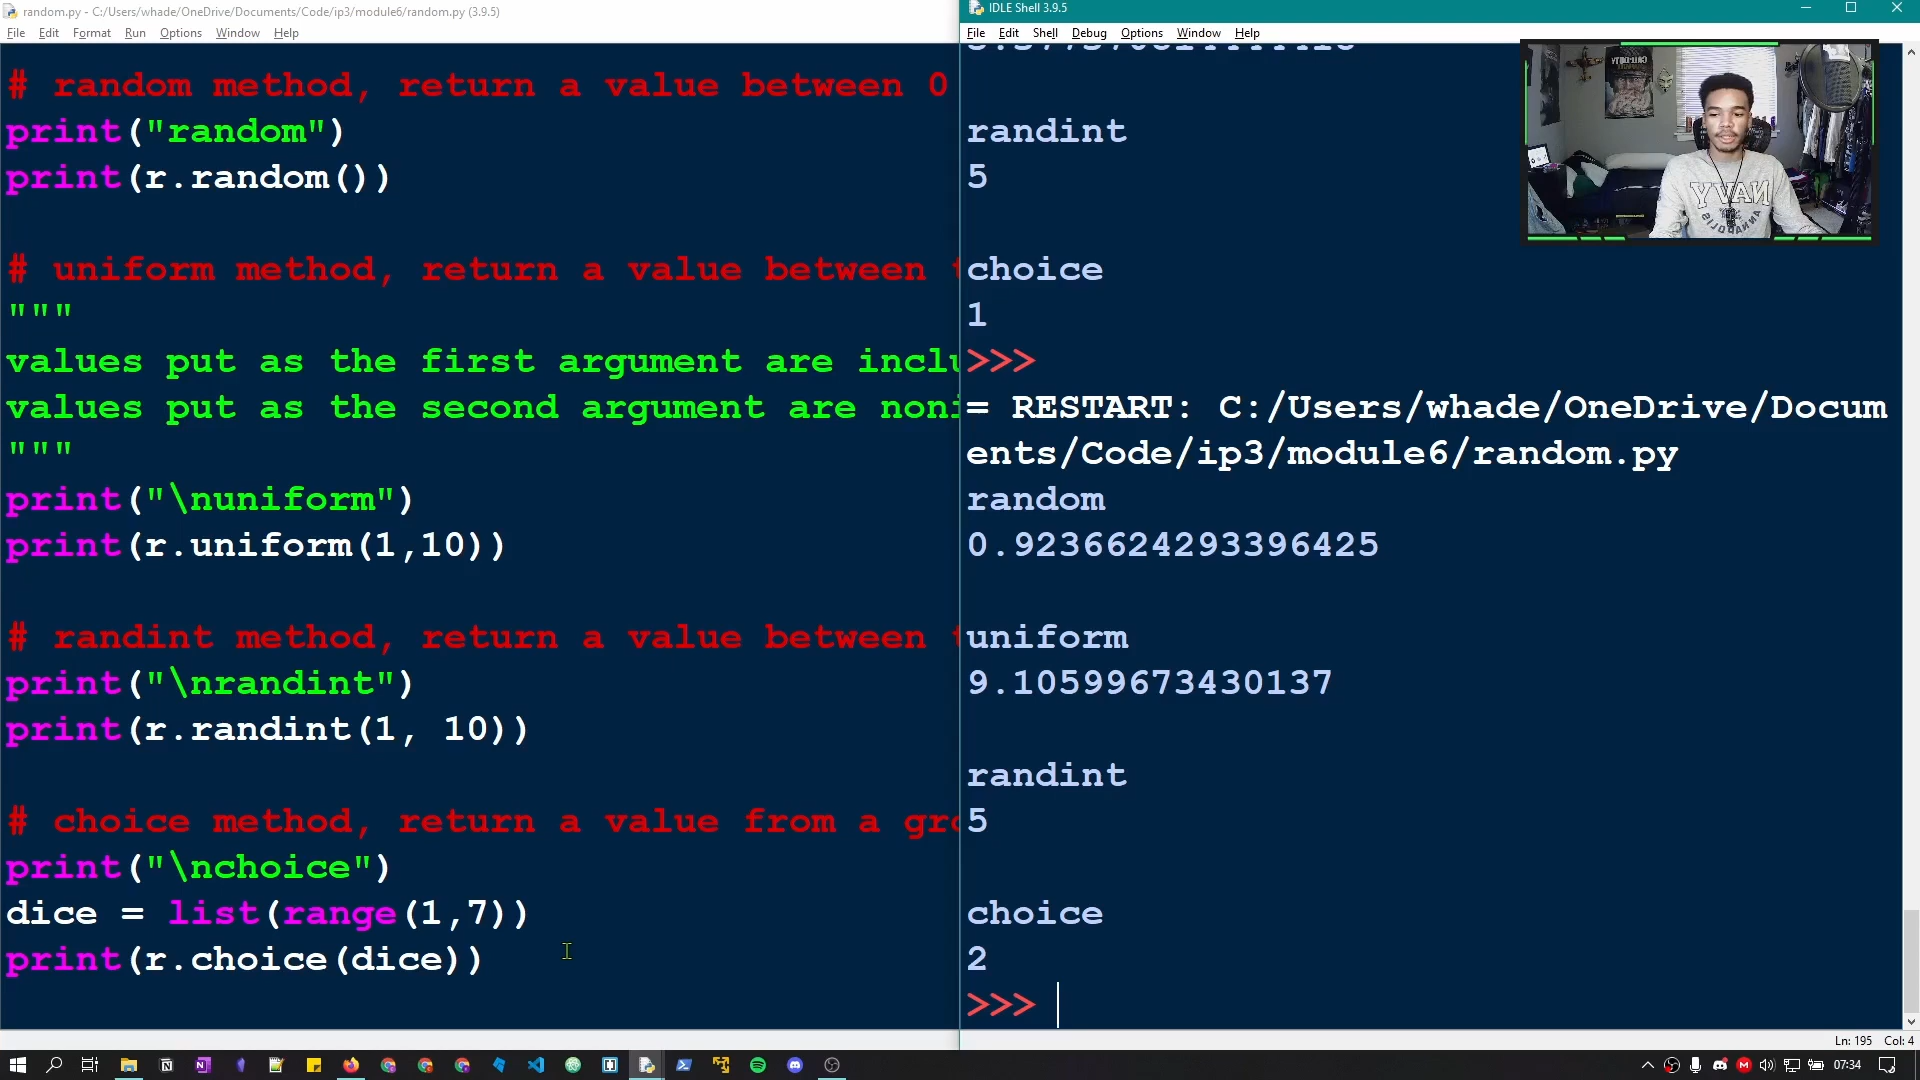 random.py - C:/Users/whade/OneDrive/Documents/Code/ip3/module6/random.py (3.9.5)
File Edit Format Run Options Window Help
# random method, return a value between 0
print("random")
print(r.random())
# uniform method, return a value between
"""
values put as the first argument are inclu
values put as the second argument are noni
"""
print("\nuniform")
print(r.uniform(1,10))
# randint method, return a value between
print("\nrandint")
print(r.randint(1, 10))
# choice method, return a value from a gro
print("\nchoice")
dice = list(range(1,7))
print(r.choice(dice))
IDLE Shell 3.9.5
File Edit Shell Debug Options Window Help
randint
5
choice
1
>>>
= RESTART: C:/Users/whade/OneDrive/Docum
ents/Code/ip3/module6/random.py
random
0.9236624293396425
uniform
9.10599673430137
randint
5
choice
2
>>>
NAVY
ANNAPOLIS
Ln: 195 Col: 4
07:34